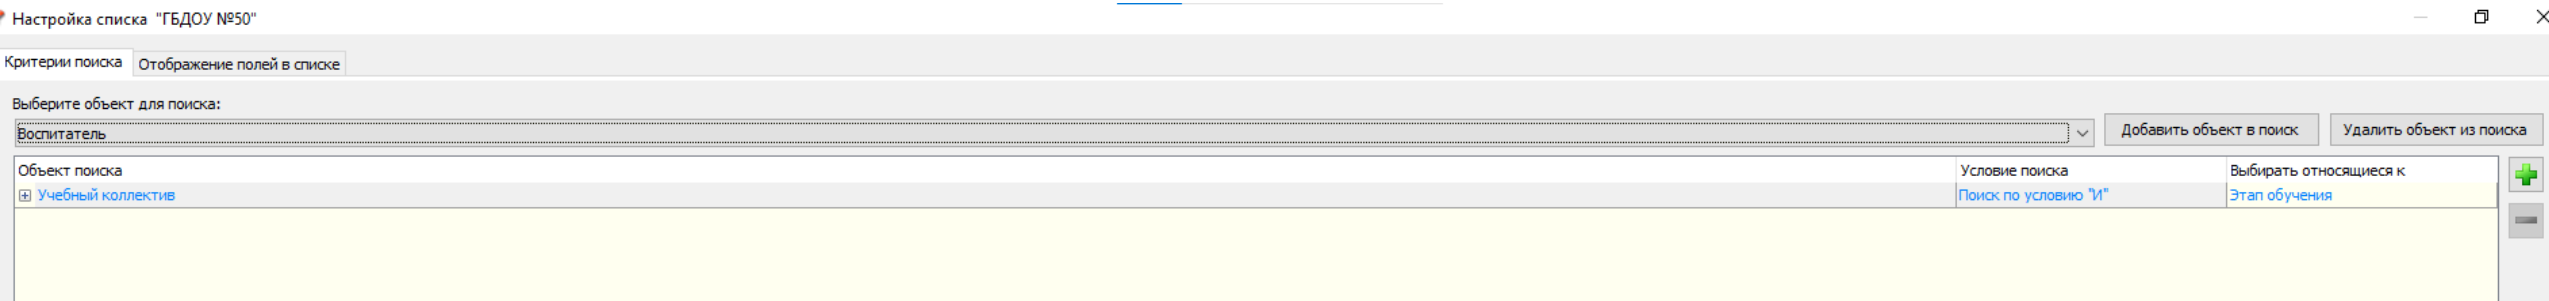 Настройка списка "ГБДОУ №50"
Критерии поиска Отображение полей в списке
Выберите объект для поиска:
Воспитатель Добавить объект в поиск Удалить объект из поиска
Объект поиска Условие поиска Выбирать относящиеся к
Учебный коллектив Поиск по условию "И" Этап обучения